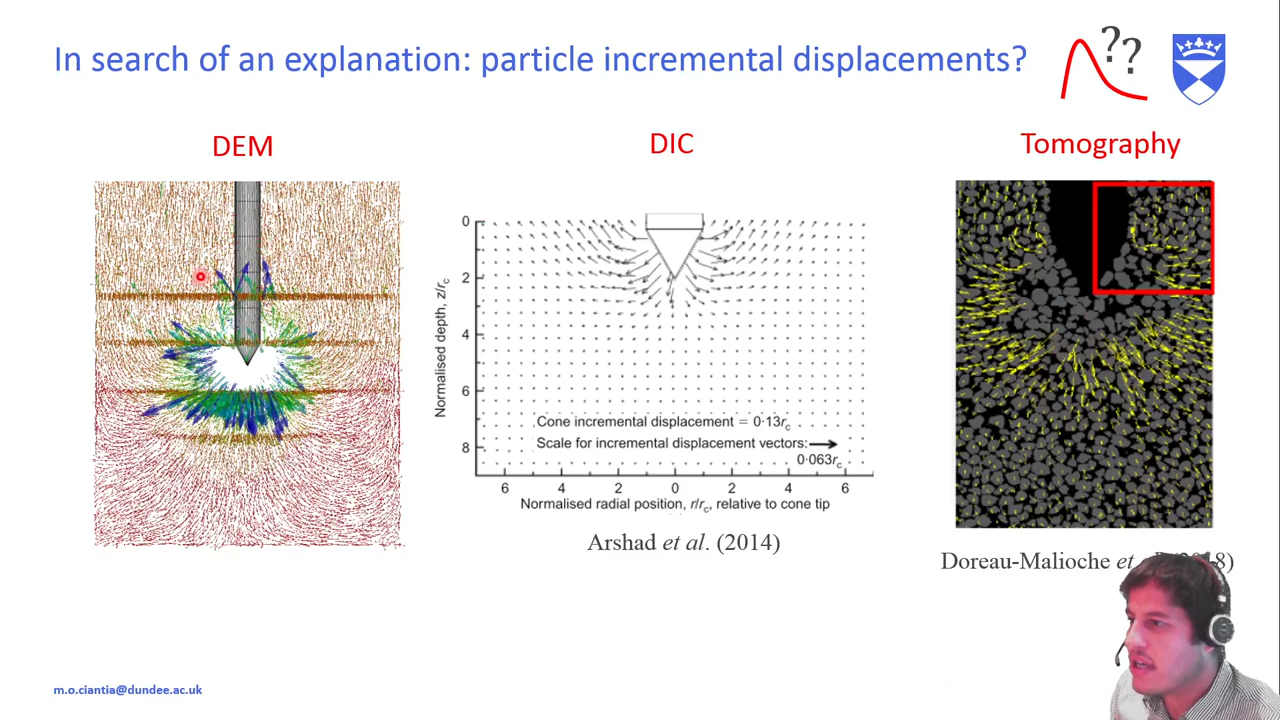 In search of an explanation: particle incremental displacements?
??
DEM
DIC
Tomography
0
2
4
6
8
Normalised depth, z/rc
Cone incremental displacement = 0·13rc
Scale for incremental displacement vectors:
0·063rc
6 4 2 0 2 4 6
Normalised radial position, r/rc, relative to cone tip
Arshad et al. (2014)
Doreau-Malioche et 8)
m.o.ciantia@dundee.ac.uk